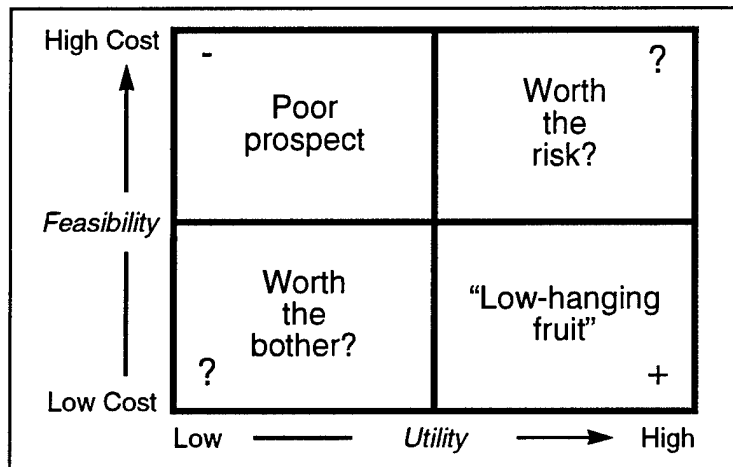 High Cost
-
?
Poor
prospect
Worth
the
risk?
Feasibility
Worth
the
bother?
?
“Low-hanging
fruit”
+
Low Cost
Low
Utility
High